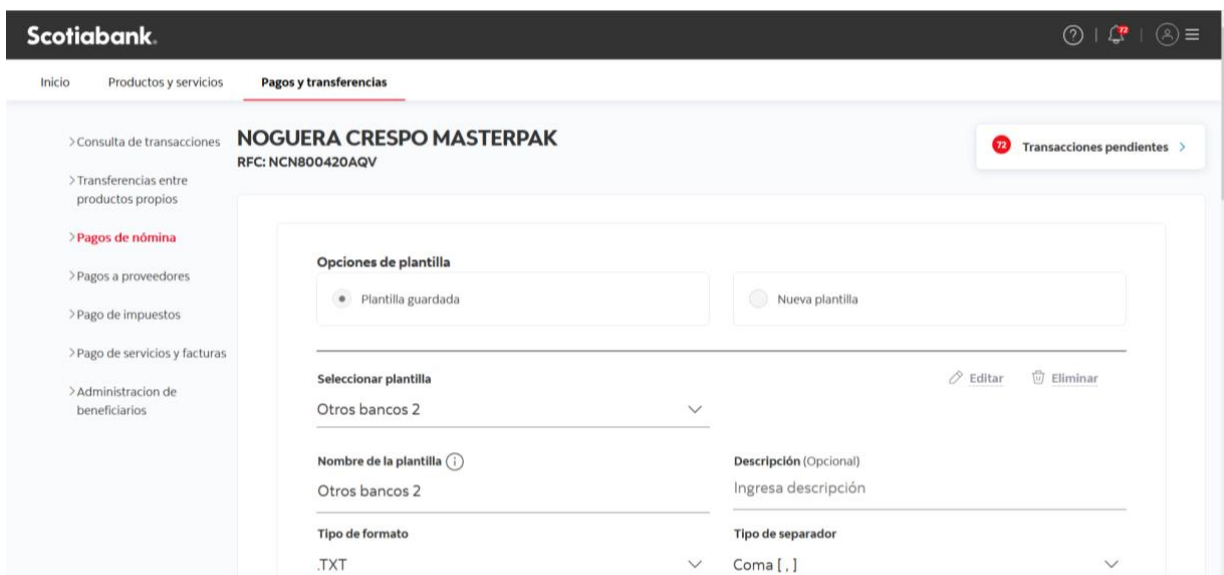 Scotiabank.
72
Inicio
Productos y servicios
Pagos y transferencias
Consulta de transacciones
Transferencias entre
productos propios
Pagos de nómina
Pagos a proveedores
Pago de impuestos
Pago de servicios y facturas
Administracion de
beneficiarios
NOGUERA CRESPO MASTERPAK
RFC: NCN800420AQV
72 Transacciones pendientes
Opciones de plantilla
Plantilla guardada
Nueva plantilla
Seleccionar plantilla
Editar
Eliminar
Otros bancos 2
Nombre de la plantilla
Otros bancos 2
Descripción (Opcional)
Ingresa descripción
Tipo de formato
.TXT
Tipo de separador
Coma [ , ]